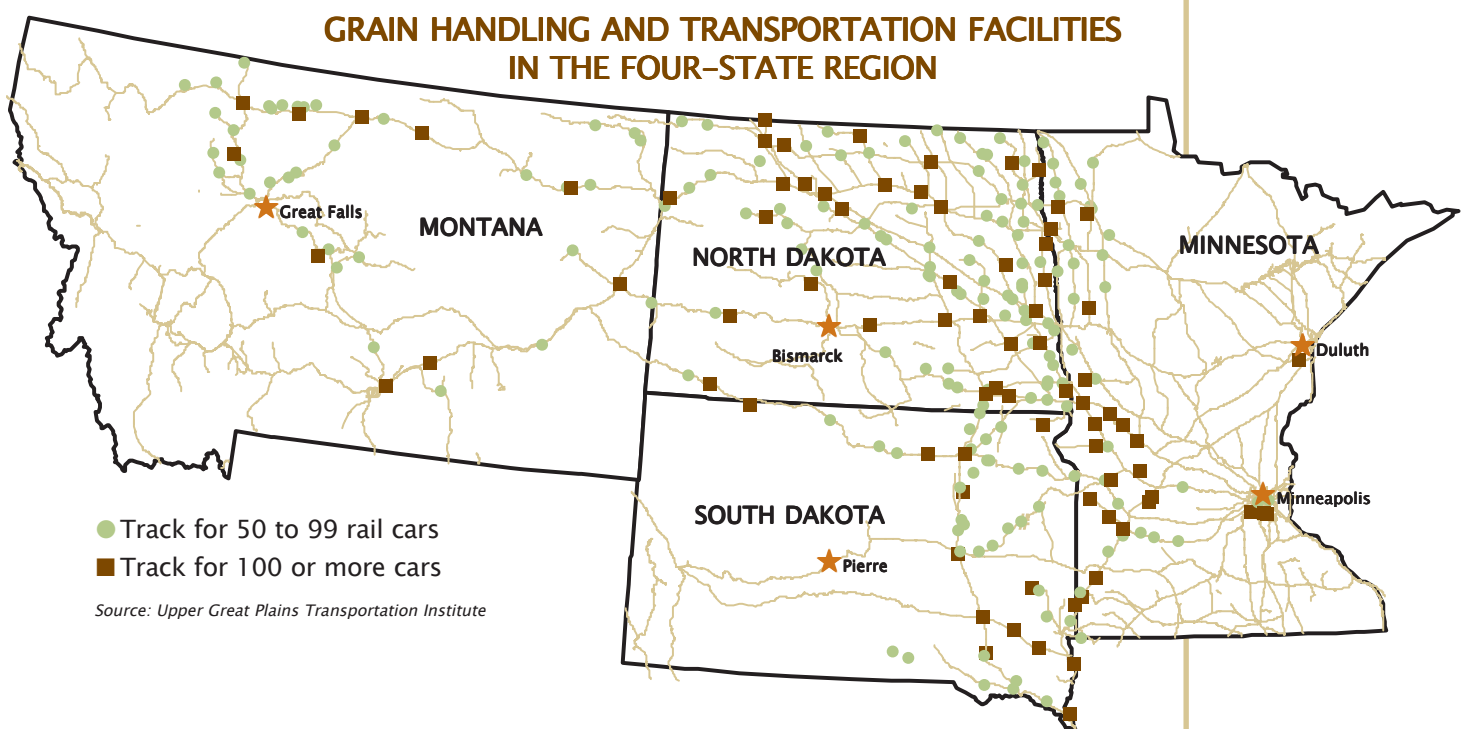 GRAIN HANDLING AND TRANSPORTATION FACILITIES
IN THE FOUR–STATE REGION
Great Falls
MONTANA
NORTH DAKOTA
MINNESOTA
Bismarck
Duluth
Minneapolis
SOUTH DAKOTA
Pierre
Track for 50 to 99 rail cars
Track for 100 or more cars
Source: Upper Great Plains Transportation Institute